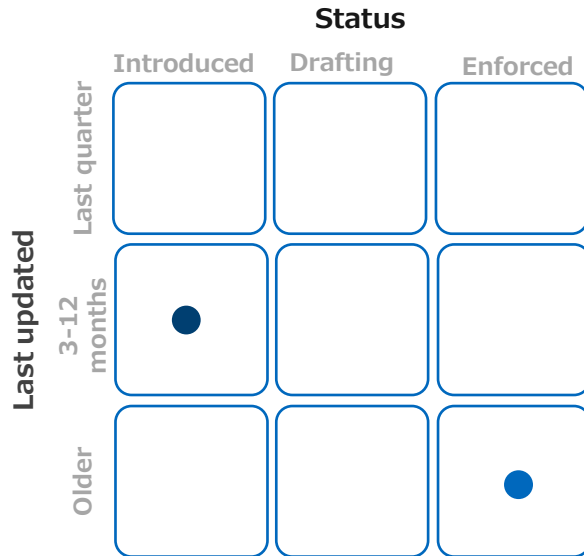 Status
Introduced
Drafting
Enforced
Last updated
Last quarter
3-12
months
Older